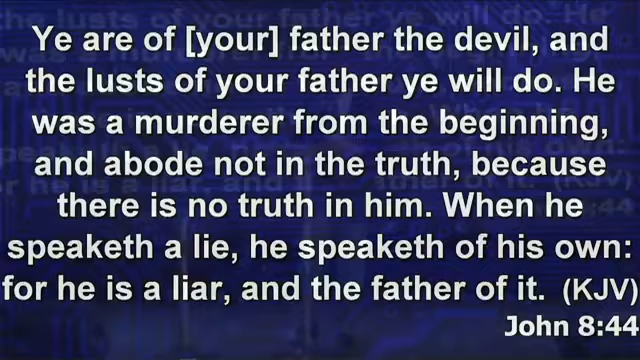 Ye are of [your] father the devil, and
the lusts of your father ye will do. He
was a murderer from the beginning,
and abode not in the truth, because
there is no truth in him. When he
speaketh a lie, he speaketh of his own:
for he is a liar, and the father of it. (KJV)
John 8:44